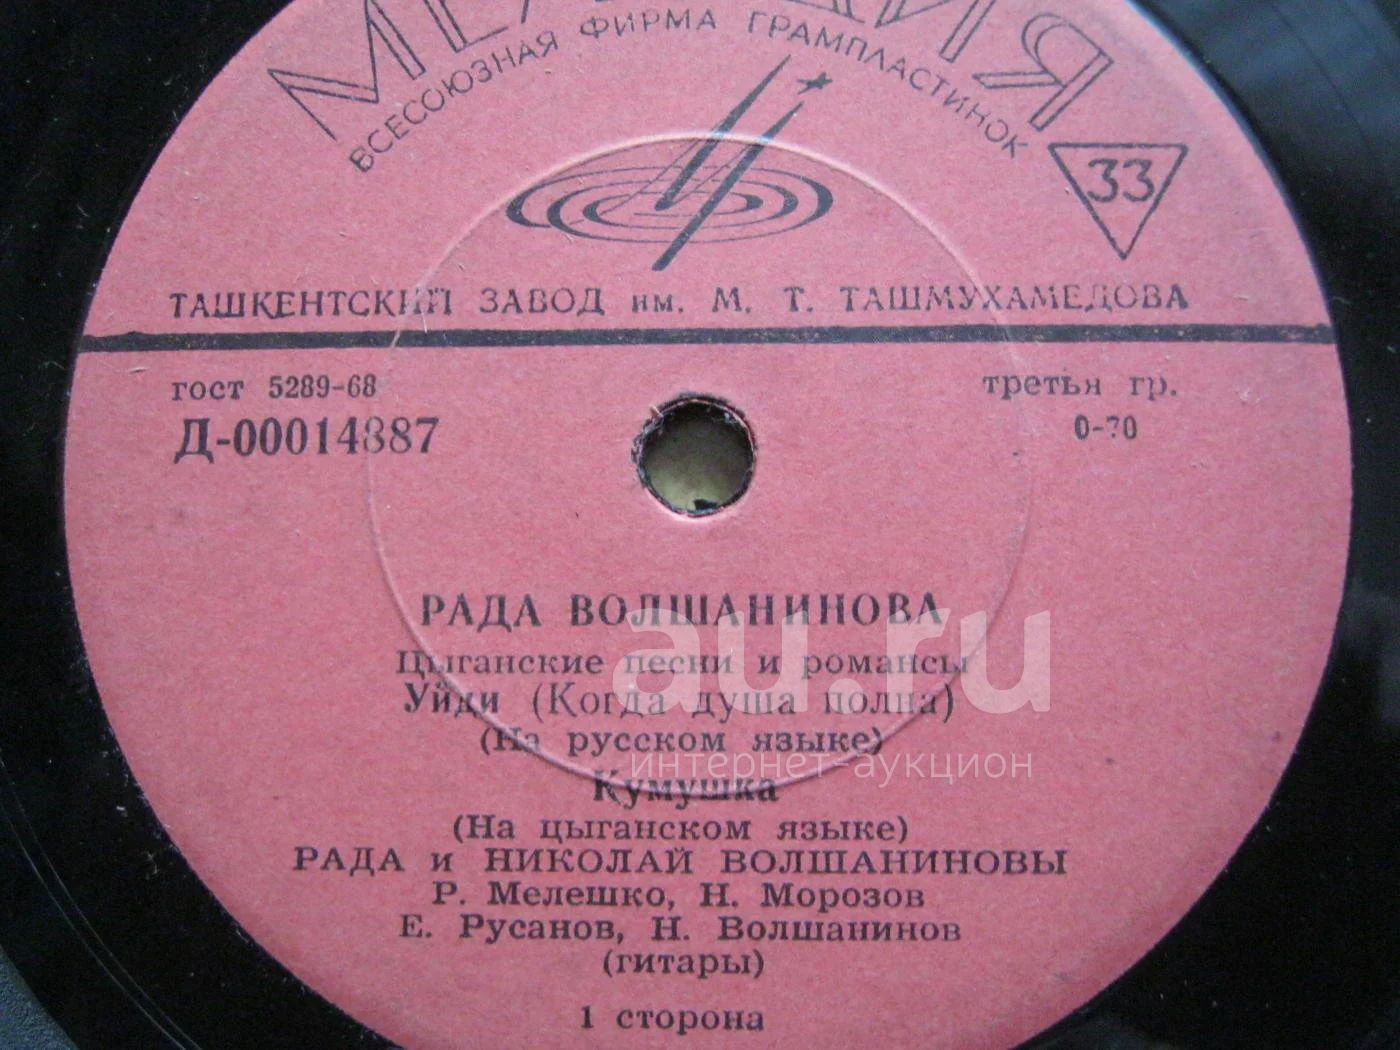 МЕЛОДИЯ
ВСЕСОЮЗНАЯ ФИРМА ГРАМПЛАСТИНОК
33
ТАШКЕНТСКИЙ ЗАВОД им. М. Т. ТАШМУХАМЕДОВА
гост 5289-68
третья гр.
Д-00014887
РАДА ВОЛШАНИНОВА
Цыганские песни и романсы
Уйди (Когда душа полна)
(На русском языке)
Кумушка
(На цыганском языке)
РАДА и НИКОЛАЙ ВОЛШАНИНОВЫ
Р. Мелешко, Н. Морозов
Е. Русанов, Н. Волшанинов
(гитары)
1 сторона
au.ru
интернет-аукцион